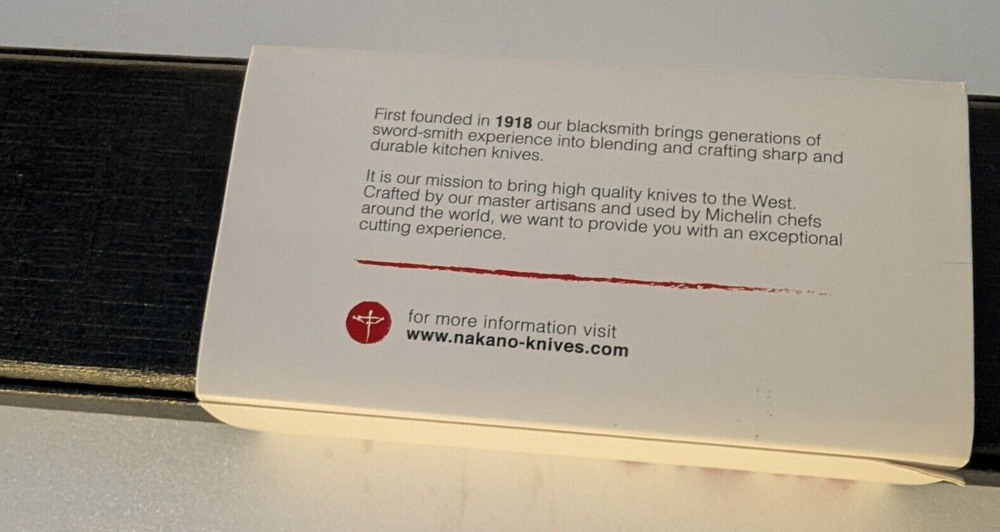 First founded in 1918 our blacksmith brings generations of
sword-smith experience into blending and crafting sharp and
durable kitchen knives.
It is our mission to bring high quality knives to the West.
Crafted by our master artisans and used by Michelin chefs
around the world, we want to provide you with an exceptional
cutting experience.
for more information visit
www.nakano-knives.com